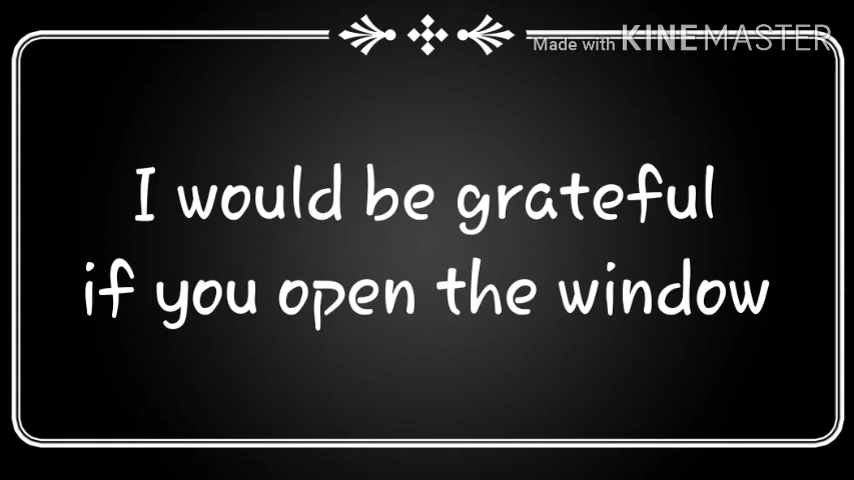 Made with KINEMASTER
I would be grateful
if you open the window